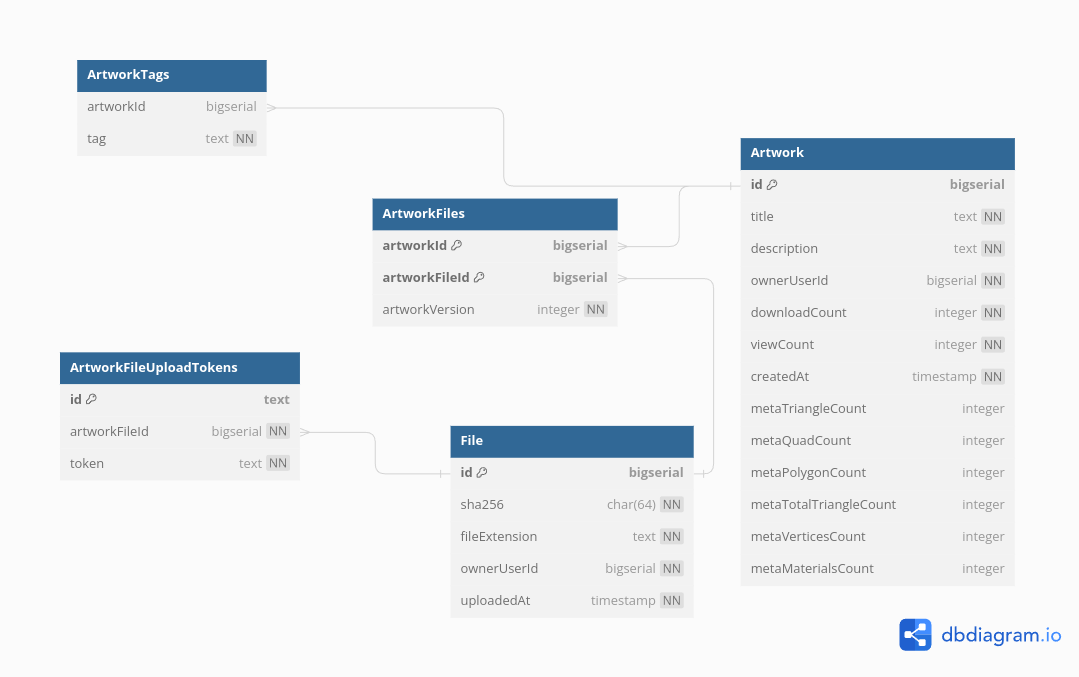 ArtworkTags
artworkId bigserial
tag text NN
Artwork
id bigserial
title text NN
description text NN
ownerUserId bigserial NN
downloadCount integer NN
viewCount integer NN
createdAt timestamp NN
metaTriangleCount integer
metaQuadCount integer
metaPolygonCount integer
metaTotalTriangleCount integer
metaVerticesCount integer
metaMaterialsCount integer
ArtworkFiles
artworkId bigserial
artworkFileId bigserial
artworkVersion integer NN
ArtworkFileUploadTokens
id text
artworkFileId bigserial NN
token text NN
File
id bigserial
sha256 char(64) NN
fileExtension text NN
ownerUserId bigserial NN
uploadedAt timestamp NN
dbdiagram.io